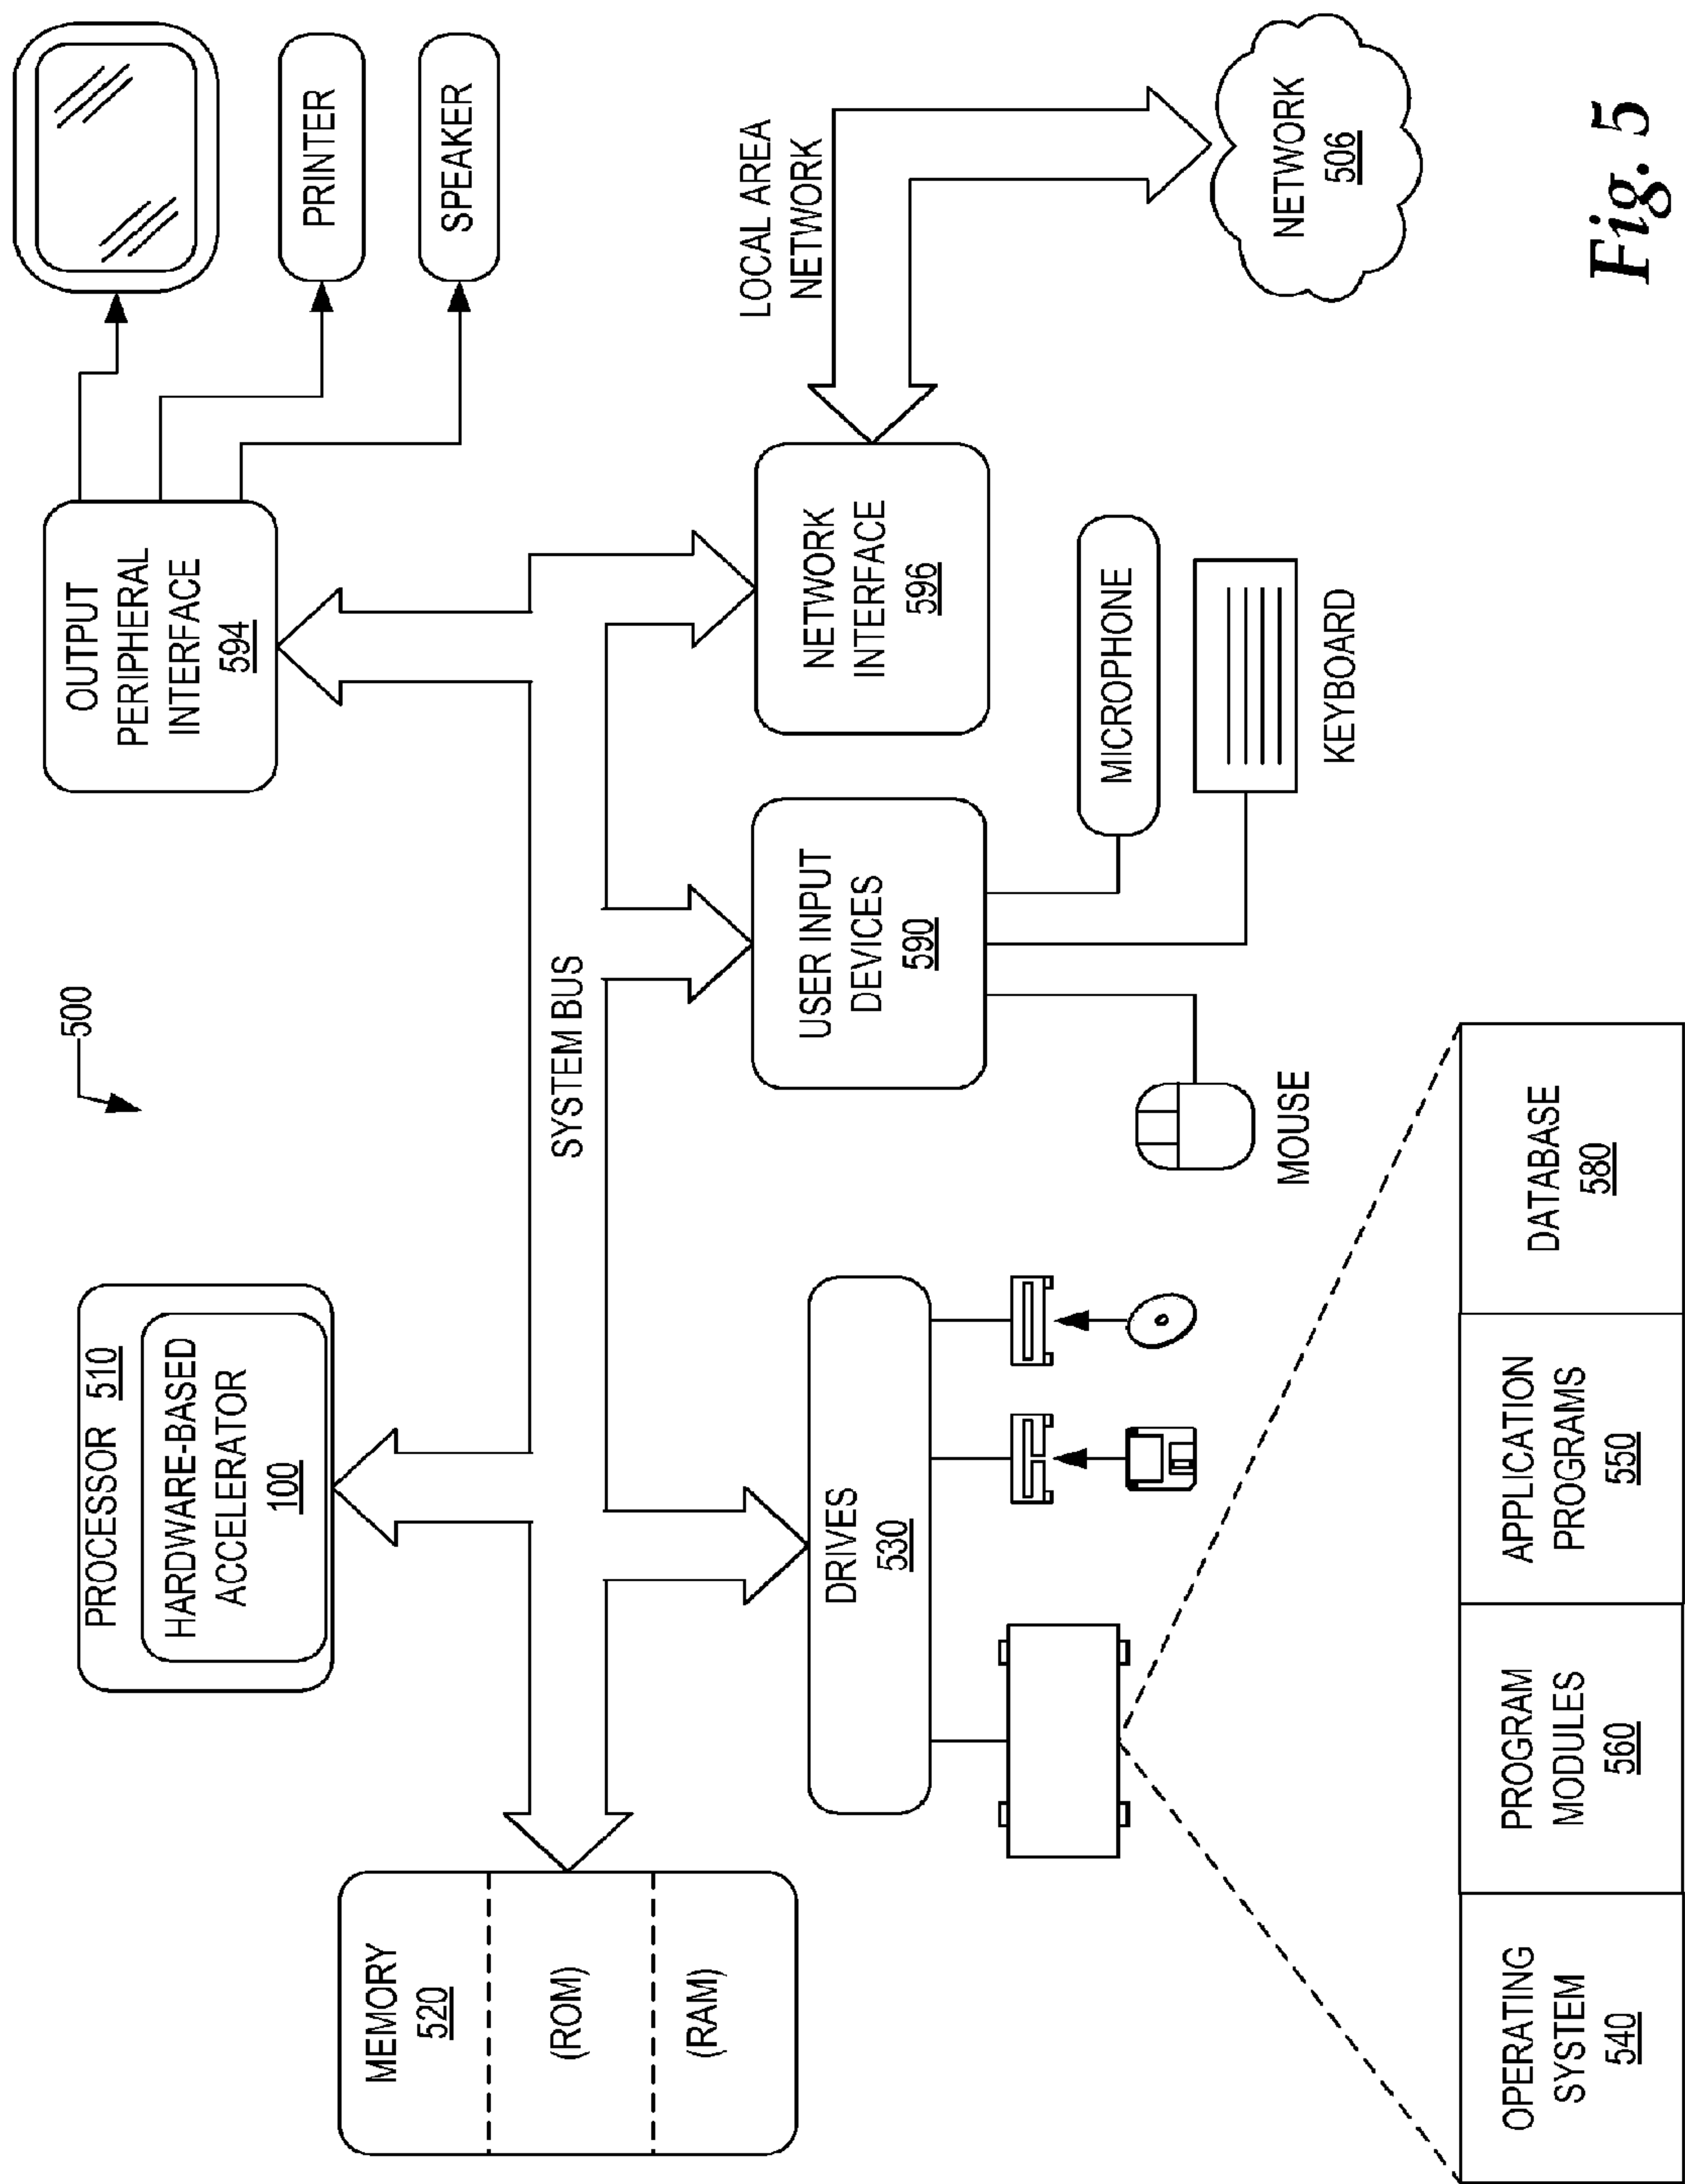 500
PROCESSOR 510
HARDWARE-BASED
ACCELERATOR
100
OUTPUT
PERIPHERAL
INTERFACE
594
PRINTER
SPEAKER
MEMORY
520
(ROM)
(RAM)
SYSTEM BUS
LOCAL AREA
NETWORK
DRIVES
530
USER INPUT
DEVICES
590
NETWORK
INTERFACE
596
MICROPHONE
KEYBOARD
MOUSE
NETWORK
506
OPERATING
SYSTEM
540
PROGRAM
MODULES
560
APPLICATION
PROGRAMS
550
DATABASE
580
Fig. 5